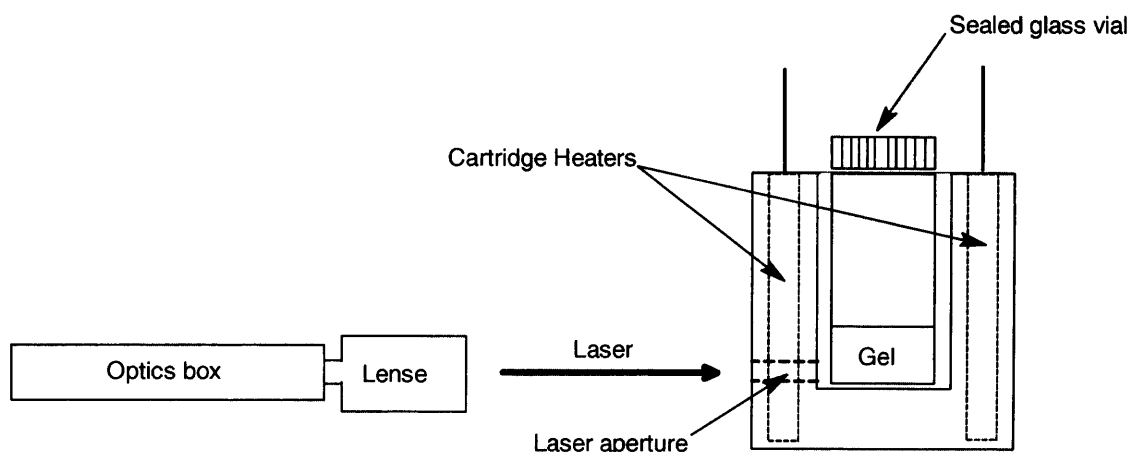 Sealed glass vial
Cartridge Heaters
Laser
Gel
Optics box
Lense
Laser aperture